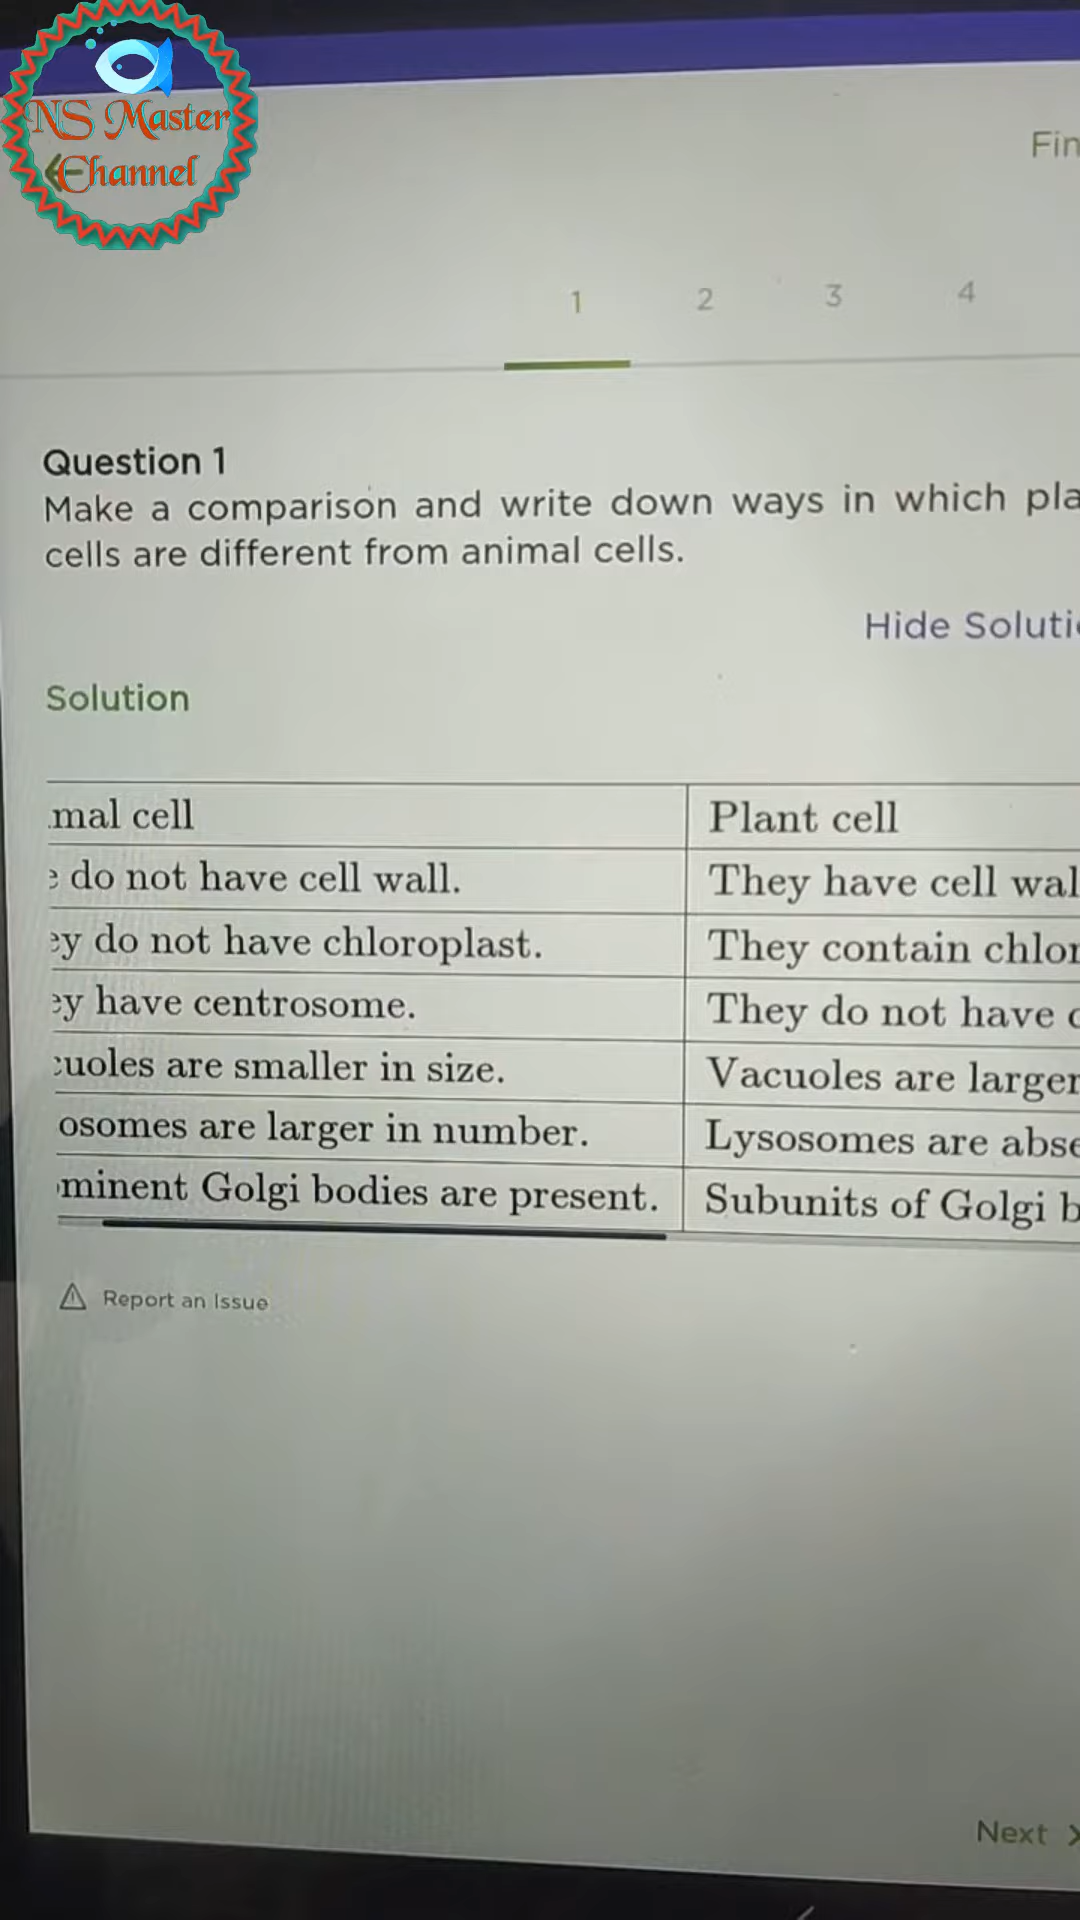 NS Master
Channel
Fin
1 2 3 4
Question 1
Make a comparison and write down ways in which pla
cells are different from animal cells.
Hide Soluti
Solution
mal cell Plant cell
e do not have cell wall. They have cell wal
ey do not have chloroplast. They contain chlor
ey have centrosome. They do not have c
cuoles are smaller in size. Vacuoles are larger
osomes are larger in number. Lysosomes are abse
minent Golgi bodies are present. Subunits of Golgi b
Report an Issue
Next